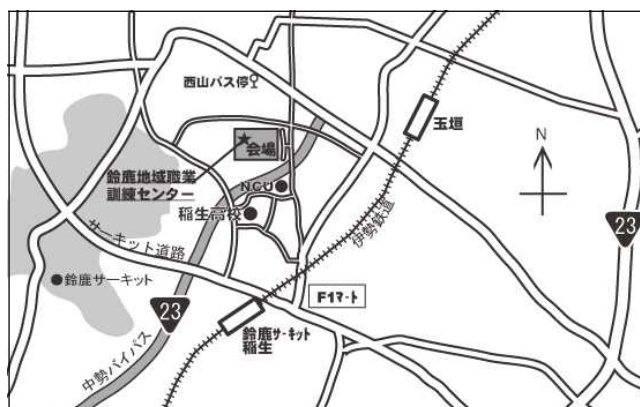 西山バス停
玉垣
N
会場
鈴鹿地域職業
訓練センター
NCU
稲生高校
伊勢鉄道
サーキット道路
23
鈴鹿サーキット
F1マート
23
鈴鹿サーキット
稲生
中勢バイパス